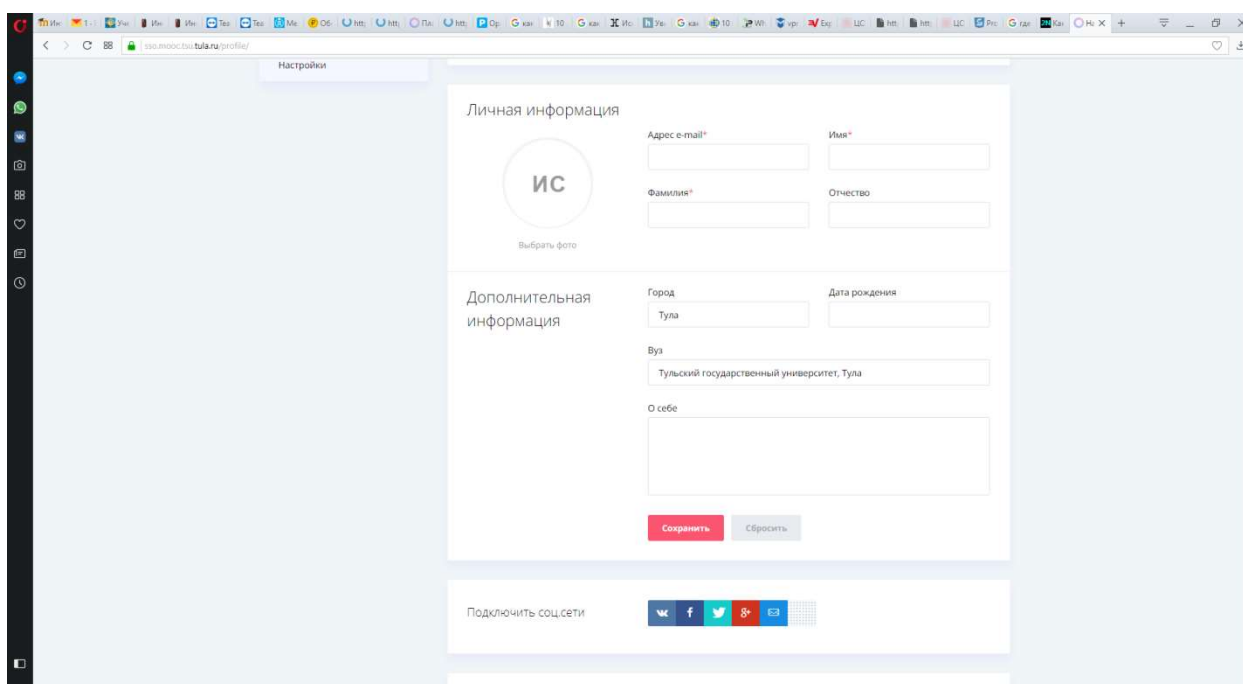 sso.mooc.tsu.tula.ru/profile/
Настройки
Личная информация
ИС
Выбрать фото
Адрес e-mail*
Имя*
Фамилия*
Отчество
Дополнительная
информация
Город
Дата рождения
Тула
Вуз
Тульский государственный университет, Тула
О себе
Сохранить
Сбросить
Подключить соц.сети